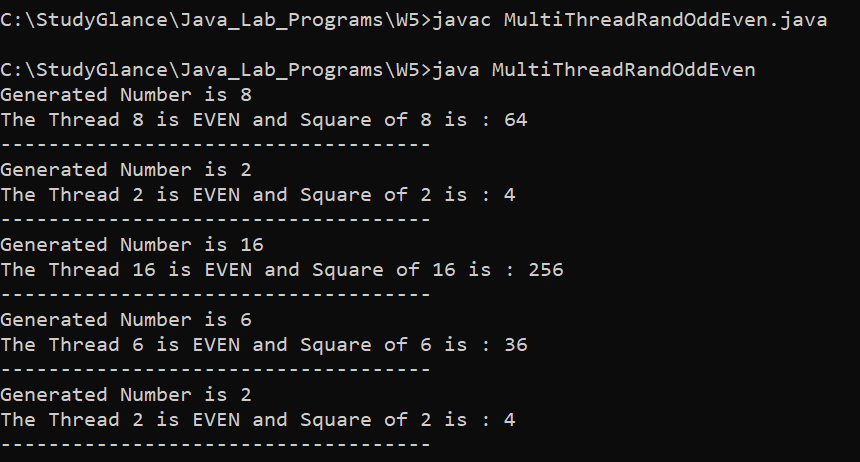 C:\StudyGlance\Java_Lab_Programs\W5>javac MultiThreadRandOddEven.java
C:\StudyGlance\Java_Lab_Programs\W5>java MultiThreadRandOddEven
Generated Number is 8
The Thread 8 is EVEN and Square of 8 is : 64
------------------------------------
Generated Number is 2
The Thread 2 is EVEN and Square of 2 is : 4
------------------------------------
Generated Number is 16
The Thread 16 is EVEN and Square of 16 is : 256
------------------------------------
Generated Number is 6
The Thread 6 is EVEN and Square of 6 is : 36
------------------------------------
Generated Number is 2
The Thread 2 is EVEN and Square of 2 is : 4
------------------------------------